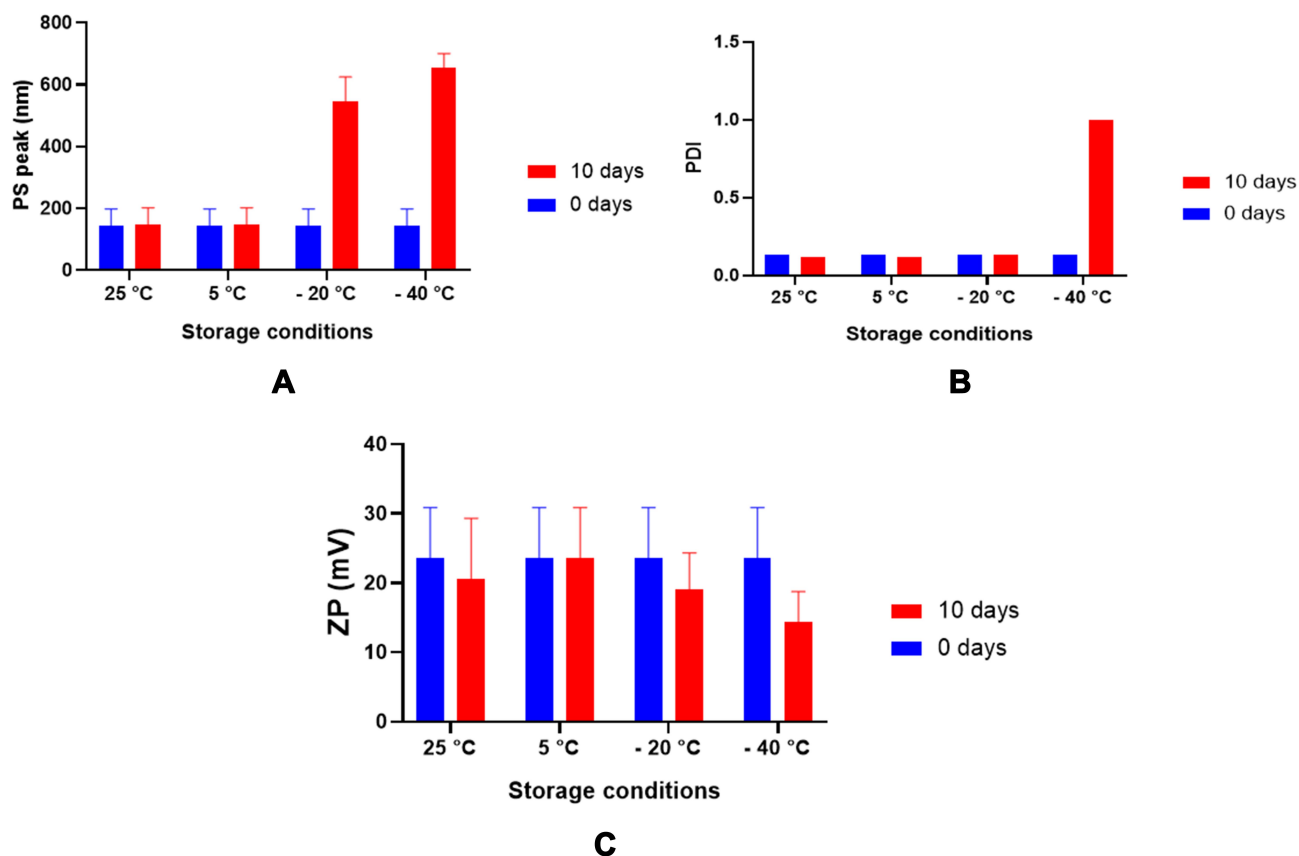 800
600
400
200
0
PS peak (nm)
25 °C 5 °C - 20 °C - 40 °C
Storage conditions
10 days
0 days
A
1.5
1.0
0.5
0.0
PDI
25 °C 5 °C - 20 °C - 40 °C
Storage conditions
10 days
0 days
B
40
30
20
10
0
ZP (mV)
25 °C 5 °C - 20 °C - 40 °C
Storage conditions
10 days
0 days
C